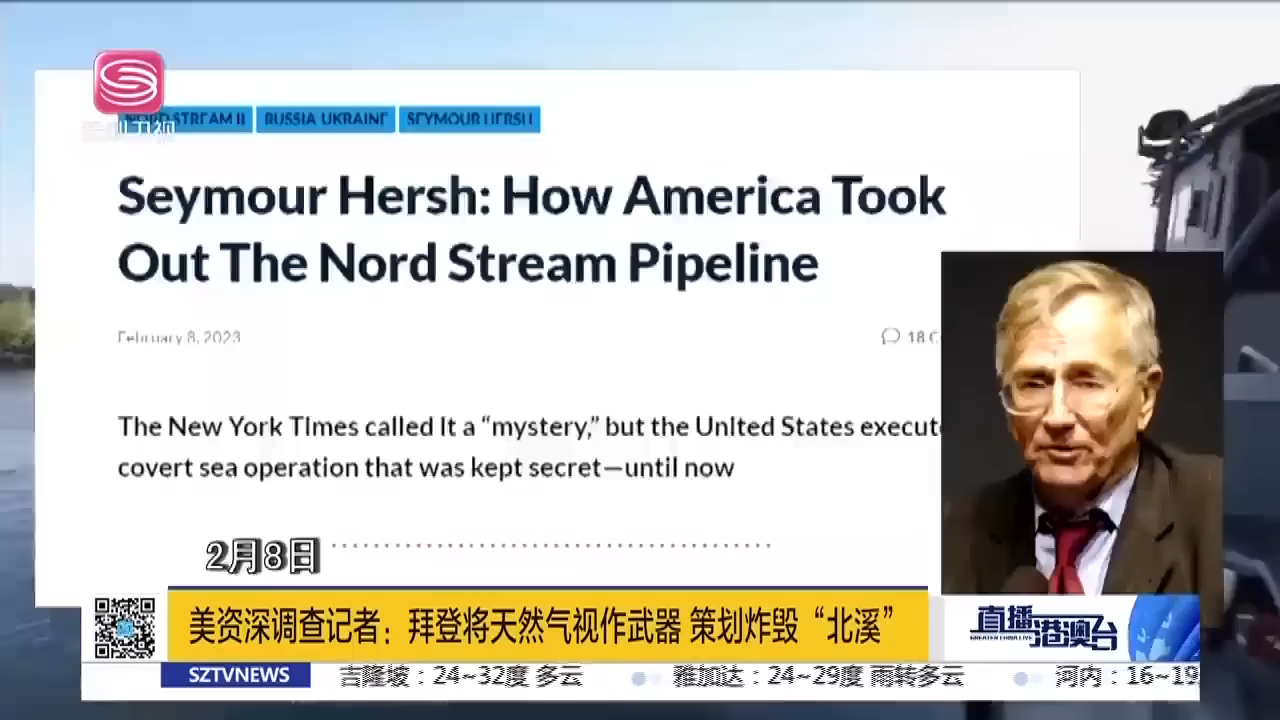 NORD STREAM II
RUSSIA UKRAINE
SEYMOUR HERSH
Seymour Hersh: How America Took
Out The Nord Stream Pipeline
February 8, 2023
18 C
The New York Times called it a “mystery,” but the United States execute
covert sea operation that was kept secret—until now
2月8日
美资深调查记者：拜登将天然气视作武器 策划炸毁“北溪”
直播港澳台
GREATER CHINA LIVE
SZTVNEWS
吉隆坡：24~32度 多云
雅加达：24~29度 雨转多云
河内：16~19